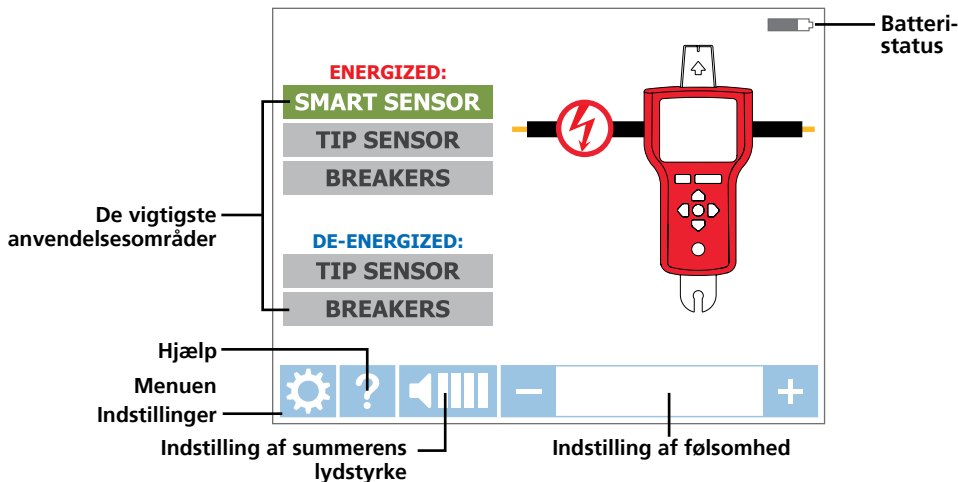 Batteri-
status
ENERGIZED:
SMART SENSOR
TIP SENSOR
BREAKERS
De vigtigste
anvendelsesområder
DE-ENERGIZED:
TIP SENSOR
BREAKERS
Hjælp
Menuen
Indstillinger
?
Indstilling af summerens
lydstyrke
Indstilling af følsomhed